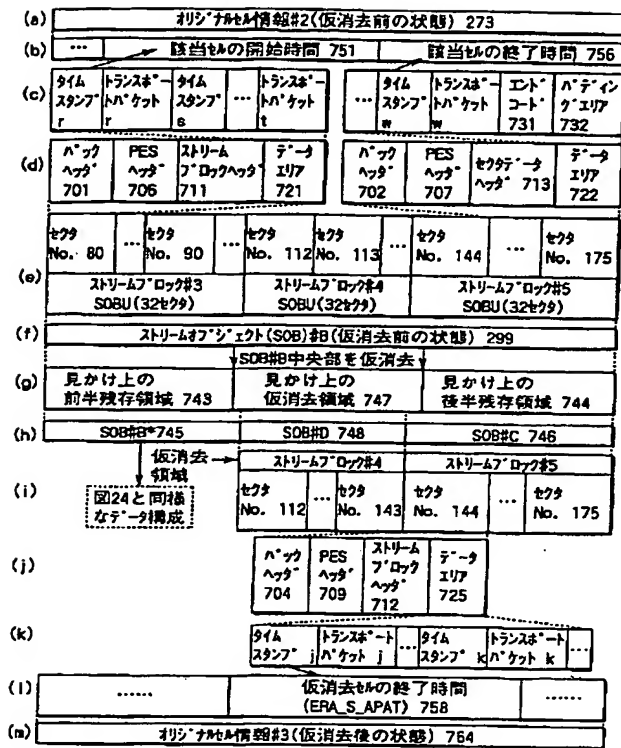 (a) オリジナルセル情報#2(仮消去前の状態) 273
(b) … 該当セルの開始時間 751 該当セルの終了時間 756
(c) タイムスタンプ r トランスポートパケット r タイムスタンプ s … トランスポートパケット t … タイムスタンプ w トランスポートパケット w エンドコード 731 パディングエリア 732
(d) パックヘッダ 701 PESヘッダ 706 ストリームブロックヘッダ 711 データエリア 721 パックヘッダ 702 PESヘッダ 707 セクタデータヘッダ 713 データエリア 722
セクタNo. 80 … セクタNo. 90 … セクタNo. 112 セクタNo. 113 … セクタNo. 144 … セクタNo. 175
(e) ストリームブロック#3 SOBU(32セクタ) ストリームブロック#4 SOBU(32セクタ) ストリームブロック#5 SOBU(32セクタ)
(f) ストリームオブジェクト(SOB)#B(仮消去前の状態) 299
SOB#B中央部を仮消去
(g) 見かけ上の前半残存領域 743 見かけ上の仮消去領域 747 見かけ上の後半残存領域 744
(h) SOB#B*745 SOB#D 748 SOB#C 746
仮消去領域
図24と同様なデータ構成
ストリームブロック#4 ストリームブロック#5
(i) セクタNo. 112 … セクタNo. 143 セクタNo. 144 … セクタNo. 175
(j) パックヘッダ 704 PESヘッダ 709 ストリームブロックヘッダ 712 データエリア 725
(k) タイムスタンプ j トランスポートパケット j … タイムスタンプ k トランスポートパケット k …
(l) …… 仮消去セルの終了時間 (ERA_S_APAT) 758 ……
(m) オリジナルセル情報#3(仮消去後の状態) 764